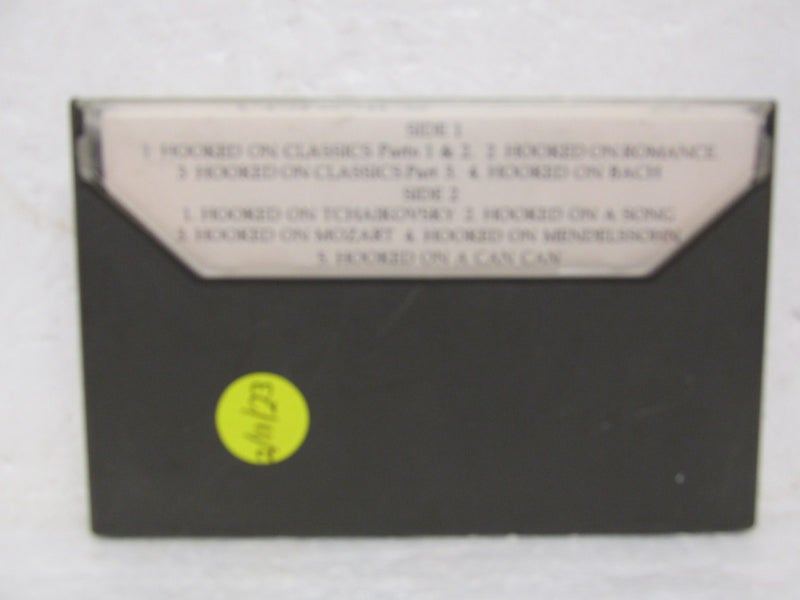 SIDE 1
1. HOOKED ON CLASSICS Parts 1 & 2. 2. HOOKED ON ROMANCE
3. HOOKED ON CLASSICS Part 3. 4. HOOKED ON BACH
SIDE 2
1. HOOKED ON TCHAIKOVSKY 2. HOOKED ON A SONG
3. HOOKED ON MOZART 4. HOOKED ON MENDELSSOHN
5. HOOKED ON A CAN CAN